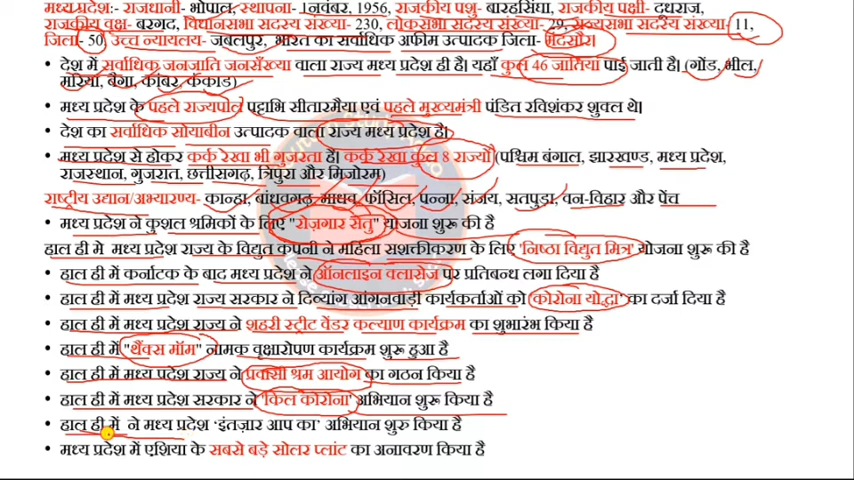 मध्य प्रदेश:- राजधानी- भोपाल, स्थापना- 1नवंबर, 1956, राजकीय पशु- बारहसिंघा, राजकीय पक्षी- दूधराज,
राजकीय वृक्ष- बरगद, विधानसभा सदस्य संख्या- 230, लोकसभा सदस्य संख्या- 29, राज्यसभा सदस्य संख्या- 11,
जिला- 50, उच्च न्यायालय- जबलपुर, भारत का सर्वाधिक अफीम उत्पादक जिला- मंदसौर।
• देश में सर्वाधिक जनजाति जनसँख्या वाला राज्य मध्य प्रदेश ही है। यहाँ कुल 46 जातियां पाई जाती है। (गोंड, भील,
मारिया, बैगा, कोबर, कंकाड)
• मध्य प्रदेश के पहले राज्यपाल पट्टाभि सीतारमैया एवं पहले मुख्यमंत्री पंडित रविशंकर शुक्ल थे।
• देश का सर्वाधिक सोयाबीन उत्पादक वाला राज्य मध्य प्रदेश है।
• मध्य प्रदेश से होकर कर्क रेखा भी गुजरता है। कर्क रेखा कुल 8 राज्यों (पश्चिम बंगाल, झारखण्ड, मध्य प्रदेश,
राजस्थान, गुजरात, छत्तीसगढ़, त्रिपुरा और मिजोरम)
राष्ट्रीय उद्यान/अभ्यारण्य- कान्हा, बांधवगढ़, माधव, फॉसिल, पन्ना, संजय, सतपुड़ा, वन-विहार और पेंच
• मध्य प्रदेश ने कुशल श्रमिकों के लिए "रोज़गार सेतु" योजना शुरू की है
हाल ही मे मध्य प्रदेश राज्य के विद्युत कंपनी ने महिला सशक्तीकरण के लिए 'निष्ठा विद्युत मित्र' योजना शुरू की है
• हाल ही में कर्नाटक के बाद मध्य प्रदेश ने ऑनलाइन क्लासेज पर प्रतिबन्ध लगा दिया है
• हाल ही में मध्य प्रदेश राज्य सरकार ने दिव्यांग आंगनवाड़ी कार्यकर्ताओं को 'कोरोना योद्धा' का दर्जा दिया है
• हाल ही में मध्य प्रदेश राज्य ने शहरी स्ट्रीट वेंडर कल्याण कार्यक्रम का शुभारंभ किया है
• हाल ही में "थैंक्स मॉम" नामक वृक्षारोपण कार्यक्रम शुरू हुआ है
• हाल ही में मध्य प्रदेश राज्य ने प्रवासी श्रम आयोग का गठन किया है
• हाल ही में मध्य प्रदेश सरकार ने 'किल कोरोना' अभियान शुरू किया है
• हाल ही में ने मध्य प्रदेश 'इंतज़ार आप का' अभियान शुरु किया है
• मध्य प्रदेश में एशिया के सबसे बड़े सोलर प्लांट का अनावरण किया है